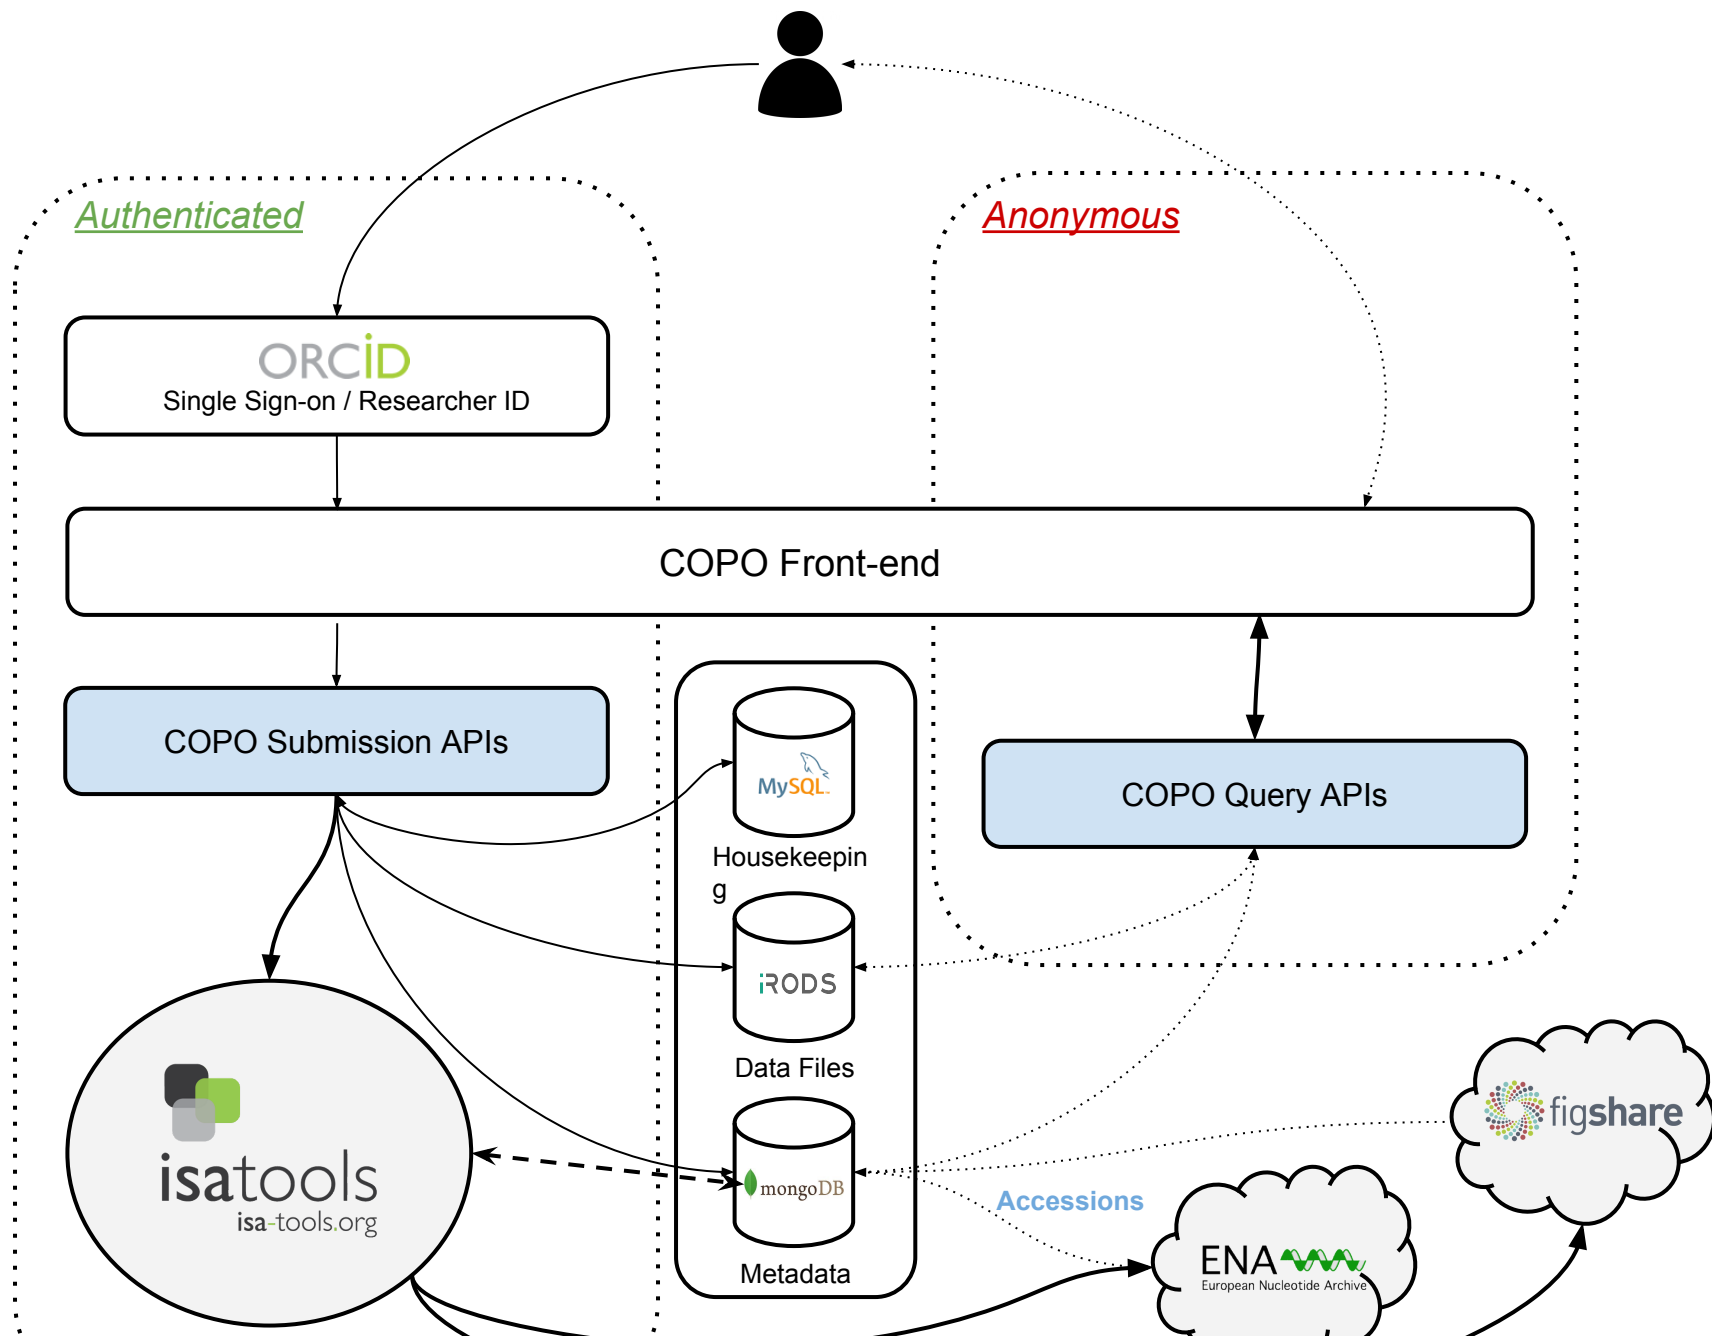 Authenticated
Anonymous
ORCiD
Single Sign-on / Researcher ID
COPO Front-end
COPO Submission APIs
MySQL
COPO Query APIs
Housekeepin
g
iRODS
Data Files
figshare
isatools
isa-tools.org
mongoDB
Accessions
ENA
European Nucleotide Archive
Metadata